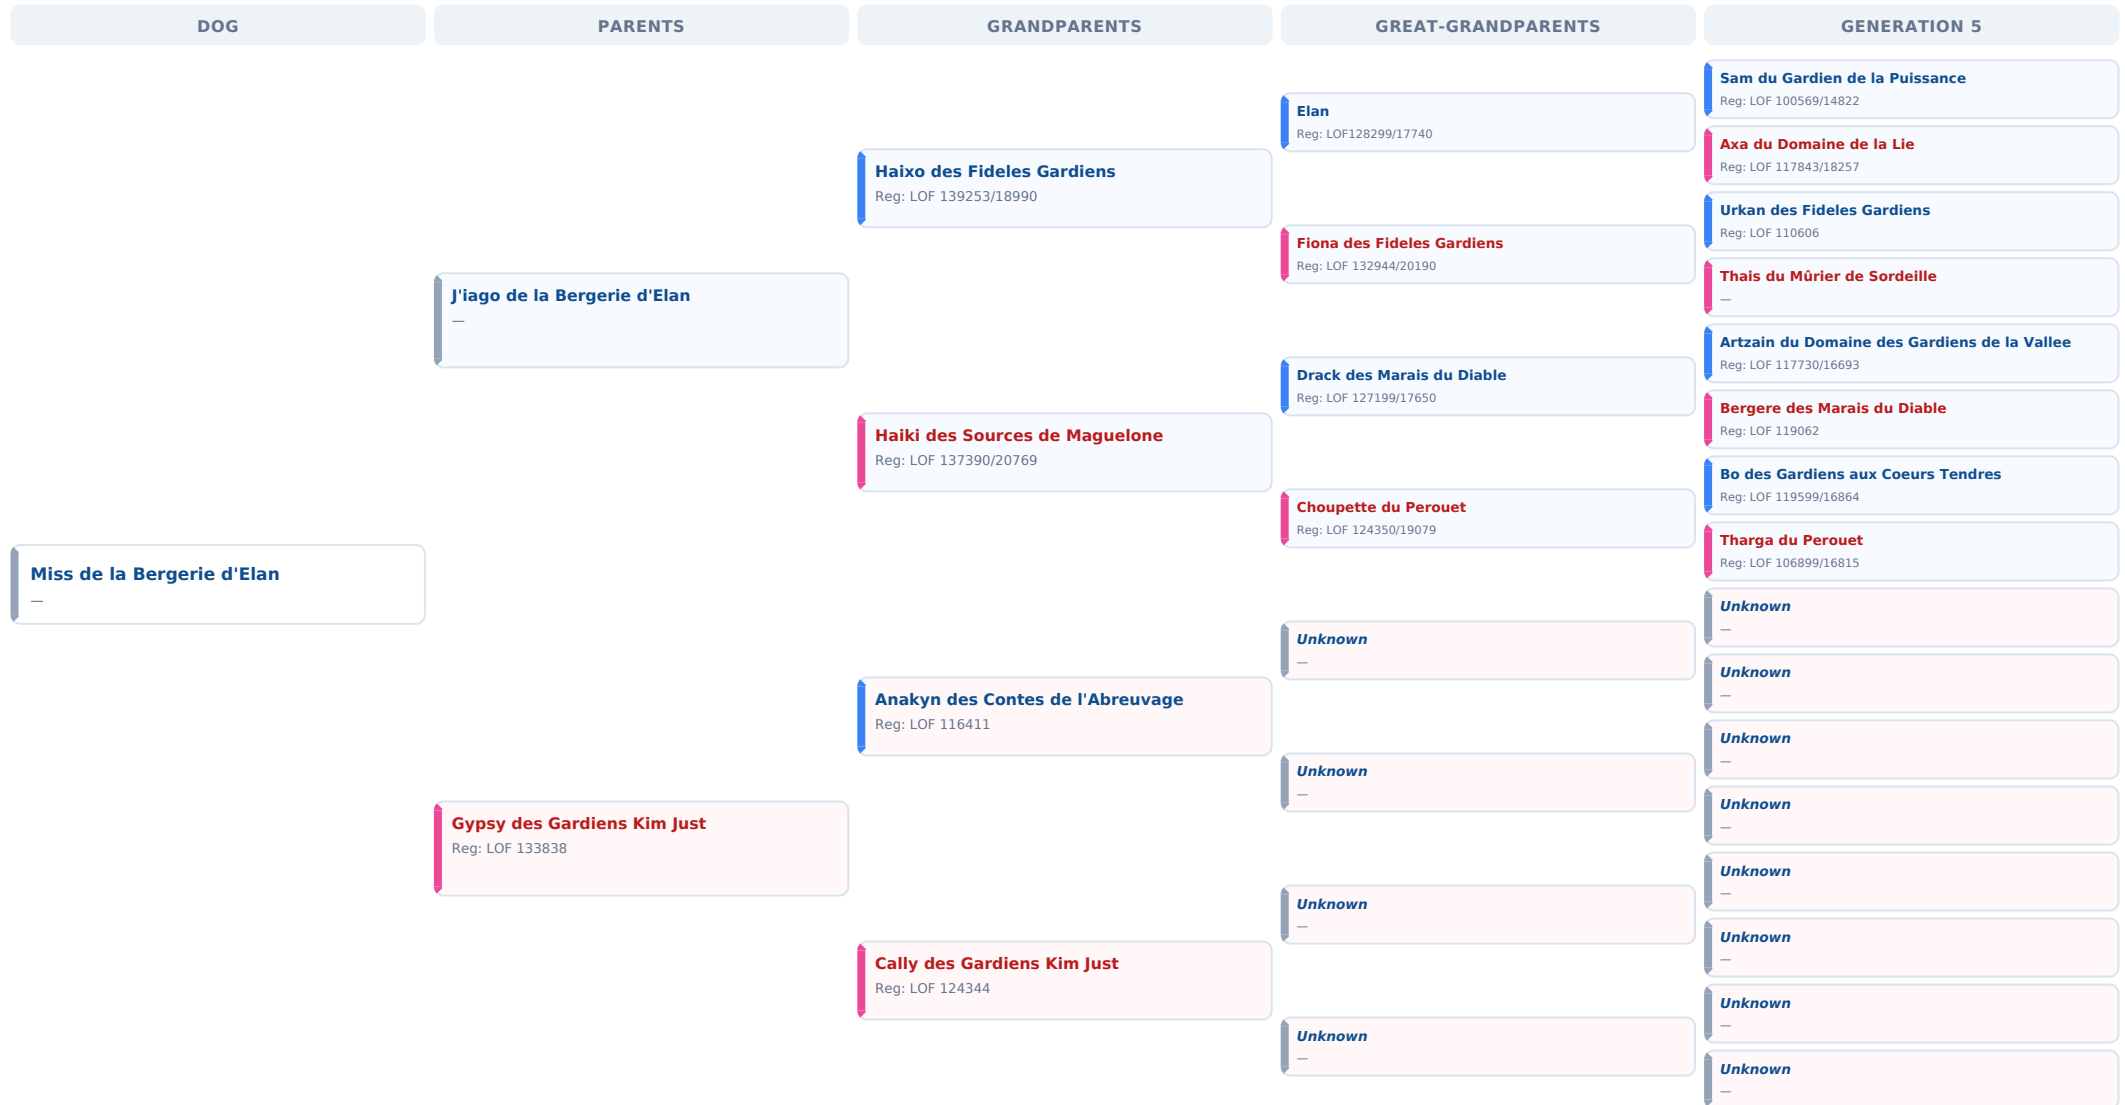 DOG
PARENTS
GRANDPARENTS
GREAT-GRANDPARENTS
GENERATION 5
Miss de la Bergerie d'Elan
—
J'iago de la Bergerie d'Elan
—
Gypsy des Gardiens Kim Just
Reg: LOF 133838
Haixo des Fideles Gardiens
Reg: LOF 139253/18990
Haiki des Sources de Maguelone
Reg: LOF 137390/20769
Anakyn des Contes de l'Abreuvage
Reg: LOF 116411
Cally des Gardiens Kim Just
Reg: LOF 124344
Elan
Reg: LOF128299/17740
Fiona des Fideles Gardiens
Reg: LOF 132944/20190
Drack des Marais du Diable
Reg: LOF 127199/17650
Choupette du Perouet
Reg: LOF 124350/19079
Unknown
—
Unknown
—
Unknown
—
Unknown
—
Sam du Gardien de la Puissance
Reg: LOF 100569/14822
Axa du Domaine de la Lie
Reg: LOF 117843/18257
Urkan des Fideles Gardiens
Reg: LOF 110606
Thais du Mûrier de Sordeille
—
Artzain du Domaine des Gardiens de la Vallee
Reg: LOF 117730/16693
Bergere des Marais du Diable
Reg: LOF 119062
Bo des Gardiens aux Coeurs Tendres
Reg: LOF 119599/16864
Tharga du Perouet
Reg: LOF 106899/16815
Unknown
—
Unknown
—
Unknown
—
Unknown
—
Unknown
—
Unknown
—
Unknown
—
Unknown
—